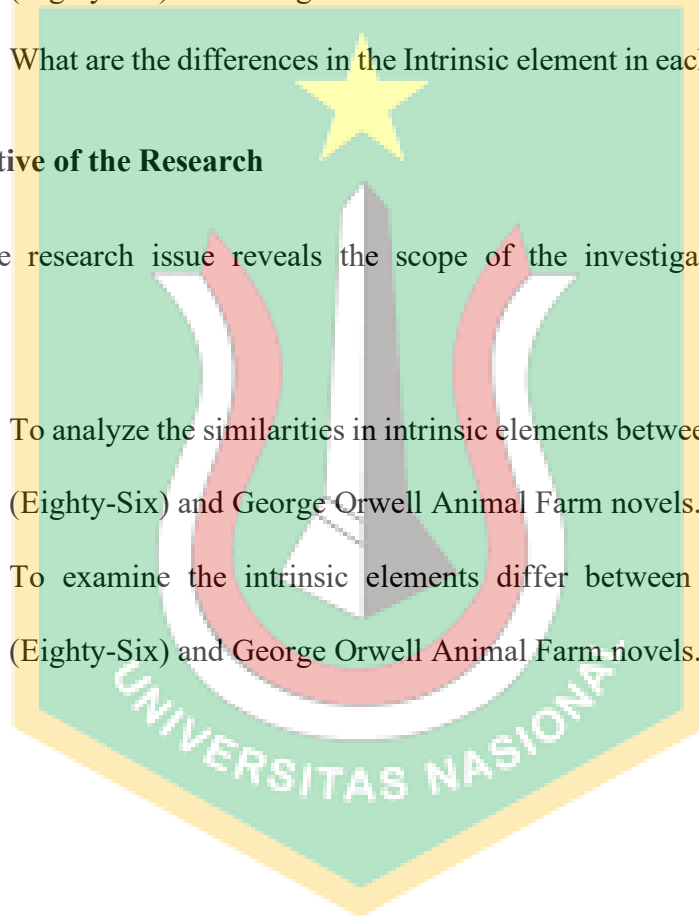 What are the differences in the Intrinsic element in each
tive of the Research
e research issue reveals the scope of the investiga
To analyze the similarities in intrinsic elements betwee
(Eighty-Six) and George Orwell Animal Farm novels.
To examine the intrinsic elements differ between
(Eighty-Six) and George Orwell Animal Farm novels.
UNIVERSITAS NASIONAL